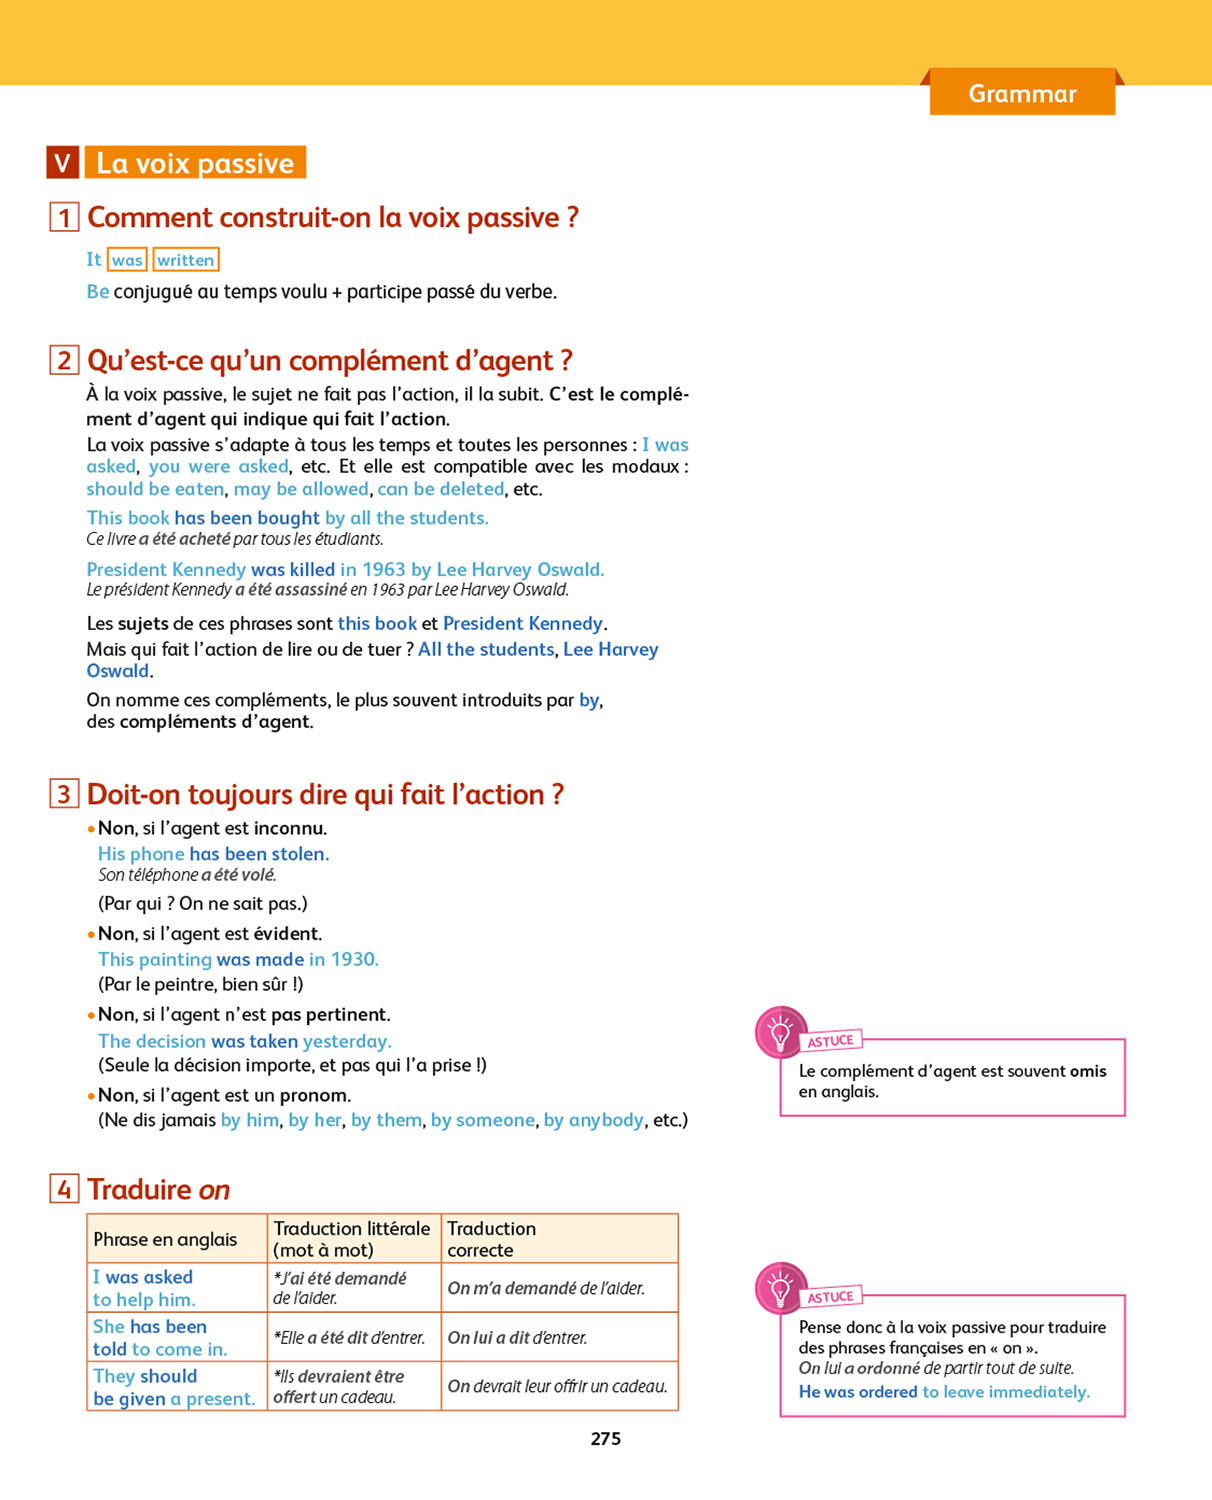 Grammar
V La voix passive
1 Comment construit-on la voix passive ?
It was written
Be conjugué au temps voulu + participe passé du verbe.
2 Qu'est-ce qu'un complément d'agent ?
À la voix passive, le sujet ne fait pas l'action, il la subit. C'est le complé-
ment d'agent qui indique qui fait l'action.
La voix passive s'adapte à tous les temps et toutes les personnes : I was
asked, you were asked, etc. Et elle est compatible avec les modaux :
should be eaten, may be allowed, can be deleted, etc.
This book has been bought by all the students.
Ce livre a été acheté par tous les étudiants.
President Kennedy was killed in 1963 by Lee Harvey Oswald.
Le président Kennedy a été assassiné en 1963 par Lee Harvey Oswald.
Les sujets de ces phrases sont this book et President Kennedy.
Mais qui fait l'action de lire ou de tuer ? All the students, Lee Harvey
Oswald.
On nomme ces compléments, le plus souvent introduits par by,
des compléments d'agent.
3 Doit-on toujours dire qui fait l'action ?
• Non, si l'agent est inconnu.
His phone has been stolen.
Son téléphone a été volé.
(Par qui ? On ne sait pas.)
• Non, si l'agent est évident.
This painting was made in 1930.
(Par le peintre, bien sûr !)
• Non, si l'agent n'est pas pertinent.
The decision was taken yesterday.
(Seule la décision importe, et pas qui l'a prise !)
• Non, si l'agent est un pronom.
(Ne dis jamais by him, by her, by them, by someone, by anybody, etc.)
ASTUCE
Le complément d'agent est souvent omis
en anglais.
4 Traduire on
Phrase en anglais
Traduction littérale
(mot à mot)
Traduction
correcte
I was asked
to help him.
*J'ai été demandé
de l'aider.
On m'a demandé de l'aider.
She has been
told to come in.
*Elle a été dit d'entrer.
On lui a dit d'entrer.
They should
be given a present.
*Ils devraient être
offert un cadeau.
On devrait leur offrir un cadeau.
ASTUCE
Pense donc à la voix passive pour traduire
des phrases françaises en « on ».
On lui a ordonné de partir tout de suite.
He was ordered to leave immediately.
275